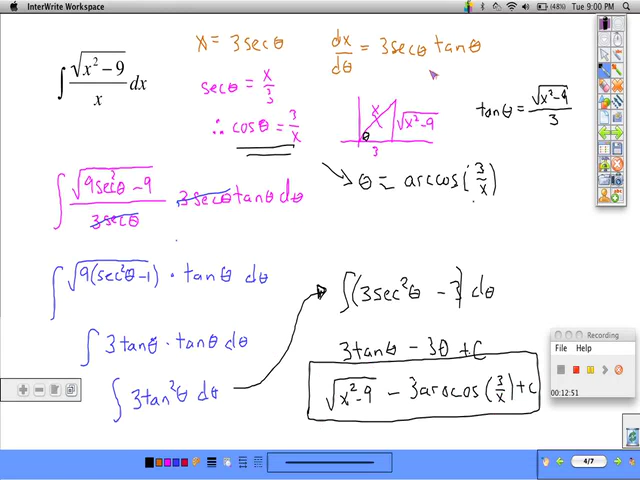 InterWrite Workspace
(48%) Tue 9:00 PM
∫ √(x² − 9) / x dx
x = 3secθ
dx/dθ = 3secθ tanθ
secθ = x/3
∴ cosθ = 3/x
x
θ
3
√(x²−9)
tanθ = √(x²−9) / 3
θ = arccos(3/x)
∫ √(9sec²θ−9) / 3secθ 3secθ tanθ dθ
∫ √(9(sec²θ−1)) · tanθ dθ
∫ 3tanθ · tanθ dθ
∫ 3tan²θ dθ
∫(3sec²θ − 3) dθ
3tanθ − 3θ + C
√(x²−9) − 3arccos(3/x) + C
Recording
File Help
00:12:51
4/7